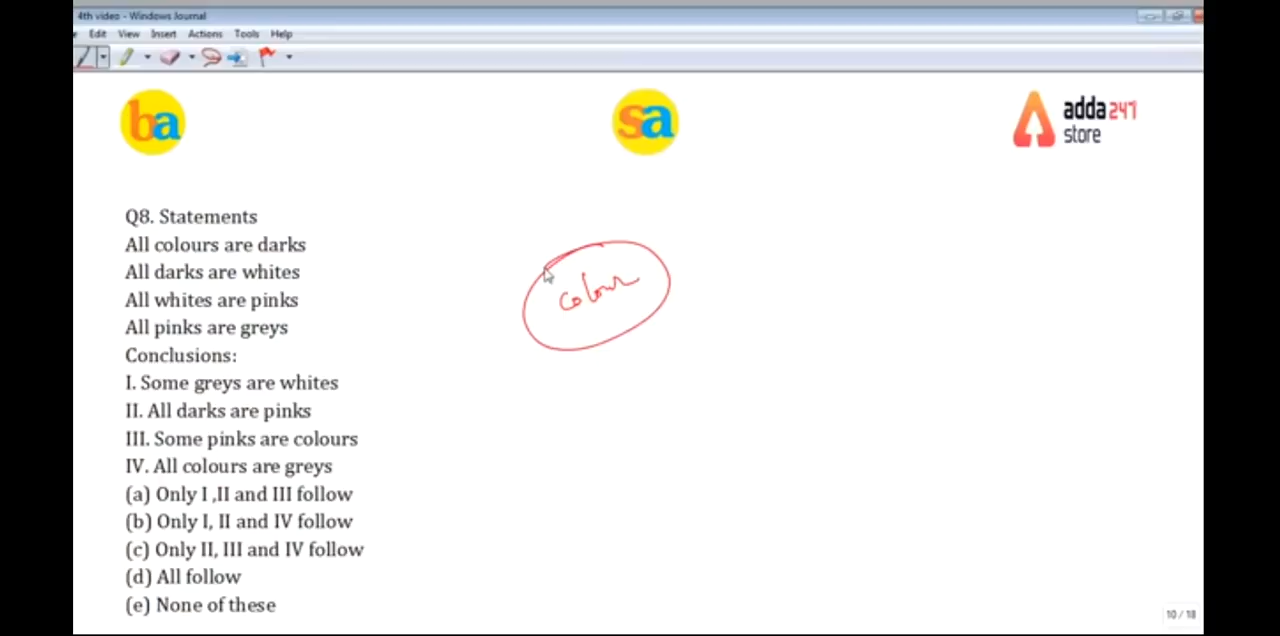 4th video - Windows Journal
Edit View Insert Actions Tools Help
ba
sa
adda247
store
Q8. Statements
All colours are darks
All darks are whites
All whites are pinks
All pinks are greys
Conclusions:
I. Some greys are whites
II. All darks are pinks
III. Some pinks are colours
IV. All colours are greys
(a) Only I ,II and III follow
(b) Only I, II and IV follow
(c) Only II, III and IV follow
(d) All follow
(e) None of these
colour
10 / 18